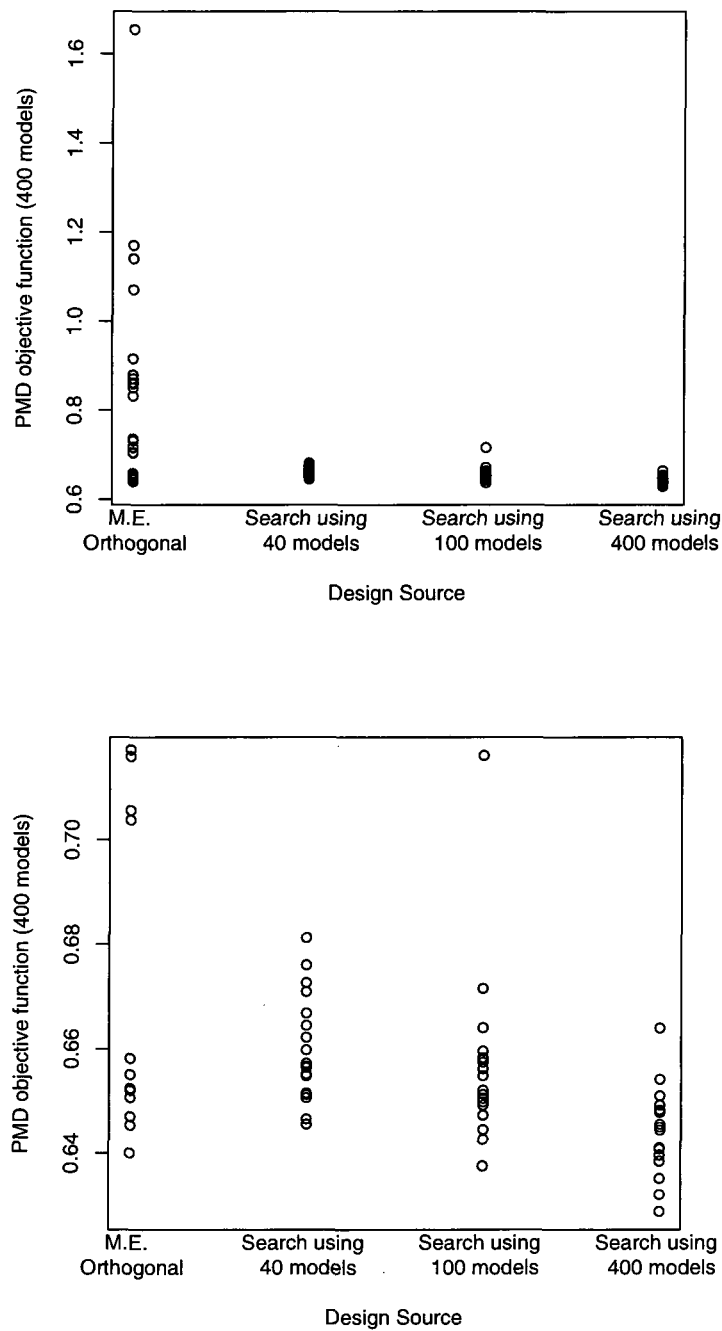 PMD objective function (400 models)
1.6
1.4
1.2
1.0
0.8
0.6
M.E.
Orthogonal
Search using
40 models
Search using
100 models
Search using
400 models
Design Source
PMD objective function (400 models)
0.70
0.68
0.66
0.64
M.E.
Orthogonal
Search using
40 models
Search using
100 models
Search using
400 models
Design Source